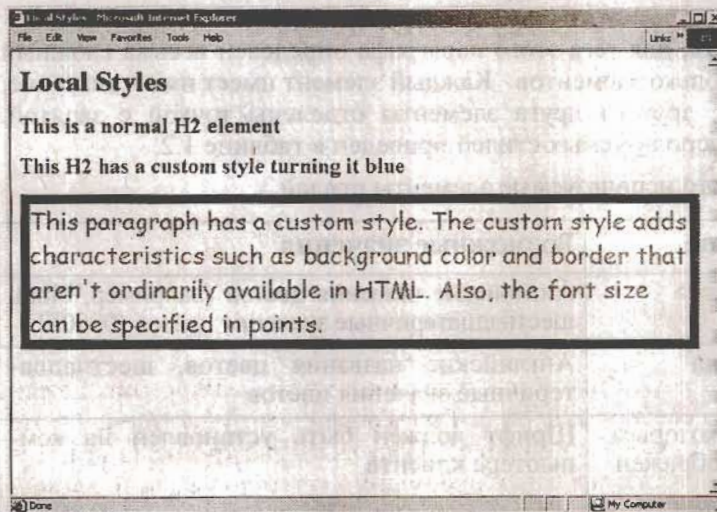 Local Styles - Microsoft Internet Explorer
File Edit View Favorites Tools Help
Links »
Local Styles
This is a normal H2 element
This H2 has a custom style turning it blue
This paragraph has a custom style. The custom style adds
characteristics such as background color and border that
aren't ordinarily available in HTML. Also, the font size
can be specified in points.
Done
My Computer